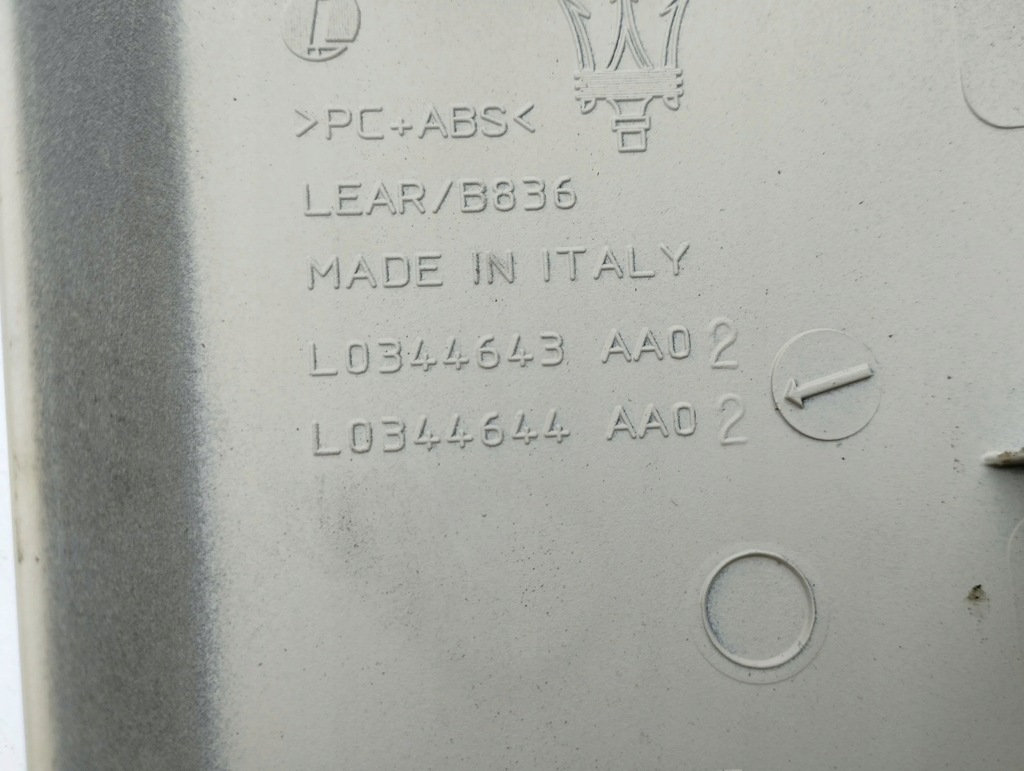 >PC+ABS<
LEAR/B836
MADE IN ITALY
L0344643 AA02
L0344644 AA02